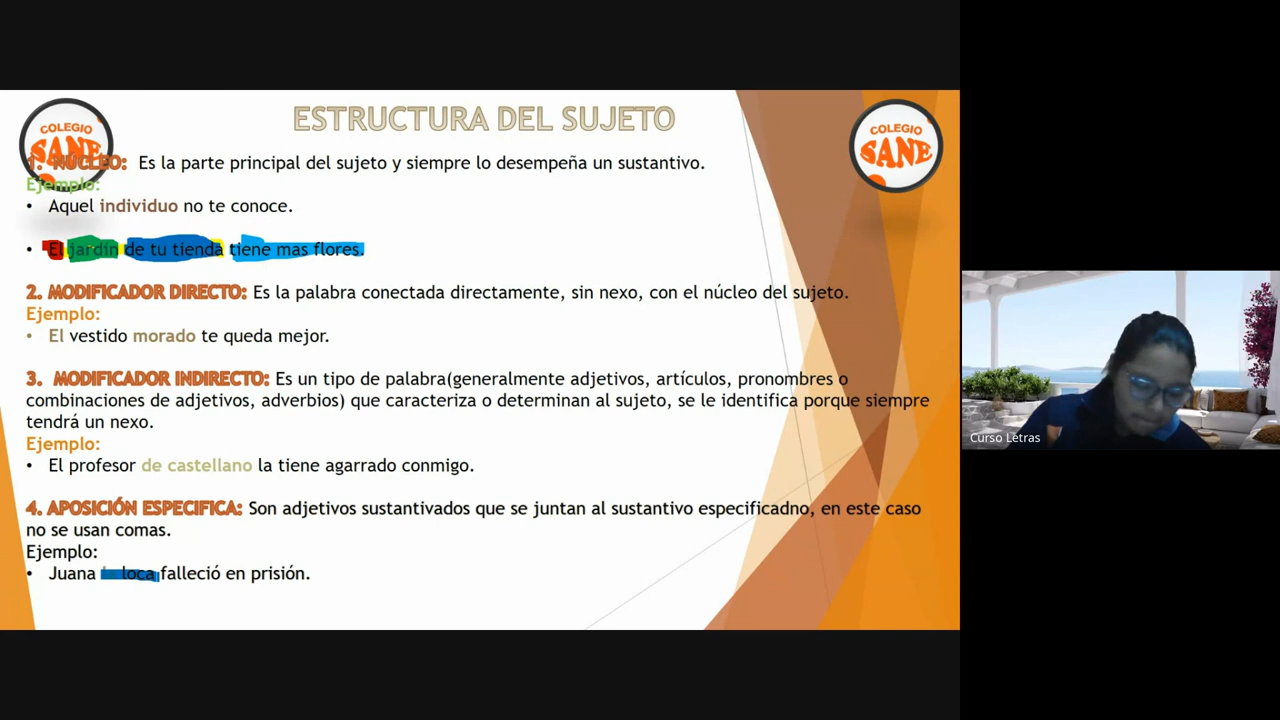 ESTRUCTURA DEL SUJETO
COLEGIO
SANE
COLEGIO
SANE
1. NÚCLEO: Es la parte principal del sujeto y siempre lo desempeña un sustantivo.
Ejemplo:
• Aquel individuo no te conoce.
• El jardín de tu tienda tiene mas flores.
2. MODIFICADOR DIRECTO: Es la palabra conectada directamente, sin nexo, con el núcleo del sujeto.
Ejemplo:
• El vestido morado te queda mejor.
3. MODIFICADOR INDIRECTO: Es un tipo de palabra(generalmente adjetivos, artículos, pronombres o
combinaciones de adjetivos, adverbios) que caracteriza o determinan al sujeto, se le identifica porque siempre
tendrá un nexo.
Ejemplo:
• El profesor de castellano la tiene agarrado conmigo.
4. APOSICIÓN ESPECIFICA: Son adjetivos sustantivados que se juntan al sustantivo especificadno, en este caso
no se usan comas.
Ejemplo:
• Juana loca falleció en prisión.
Curso Letras